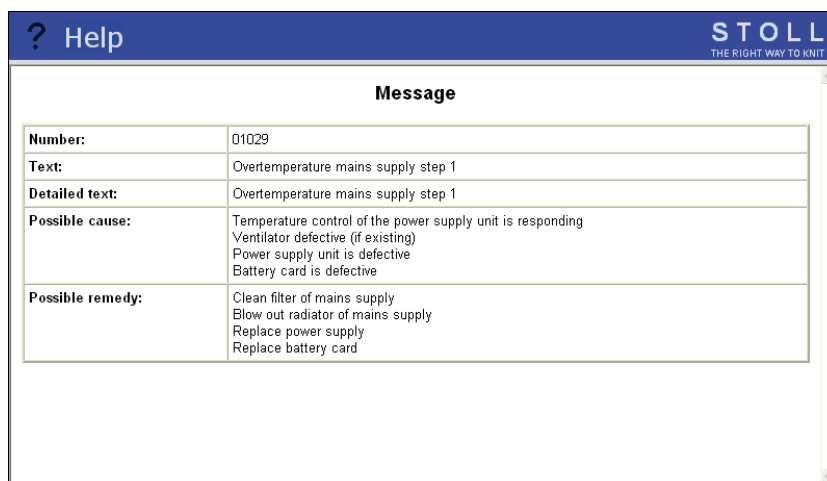 ? Help
STOLL
THE RIGHT WAY TO KNIT
Message
Number: 01029
Text: Overtemperature mains supply step 1
Detailed text: Overtemperature mains supply step 1
Possible cause: Temperature control of the power supply unit is responding
Ventilator defective (if existing)
Power supply unit is defective
Battery card is defective
Possible remedy: Clean filter of mains supply
Blow out radiator of mains supply
Replace power supply
Replace battery card